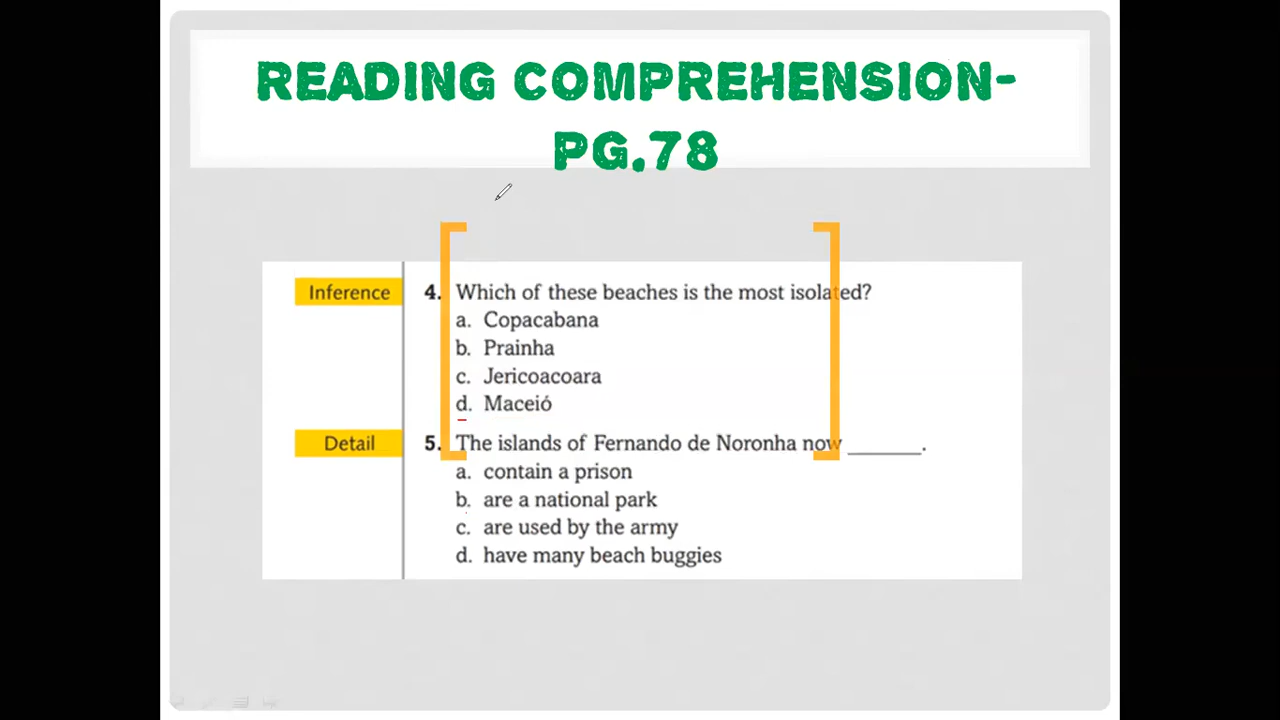 READING COMPREHENSION-
PG.78
Inference
4. Which of these beaches is the most isolated?
a. Copacabana
b. Prainha
c. Jericoacoara
d. Maceió
Detail
5. The islands of Fernando de Noronha now ______.
a. contain a prison
b. are a national park
c. are used by the army
d. have many beach buggies